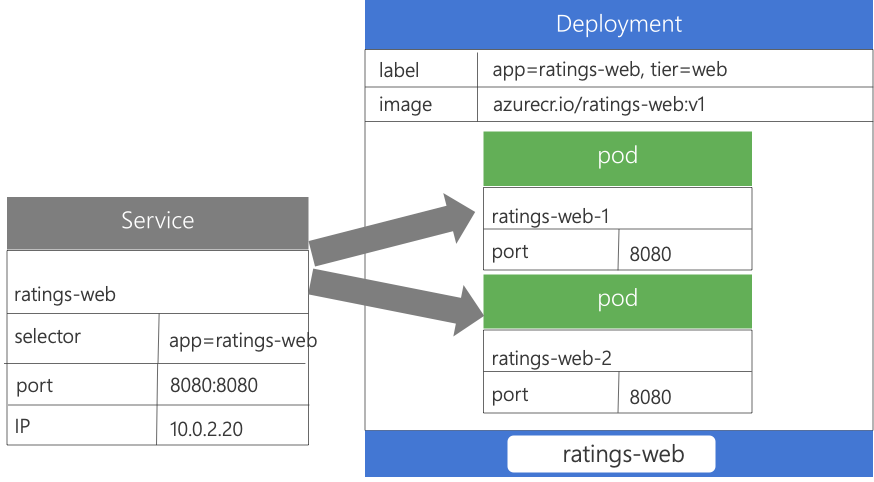 Deployment
label app=ratings-web, tier=web
image azurecr.io/ratings-web:v1
pod
ratings-web-1
port 8080
pod
ratings-web-2
port 8080
ratings-web
Service
ratings-web
selector app=ratings-web
port 8080:8080
IP 10.0.2.20